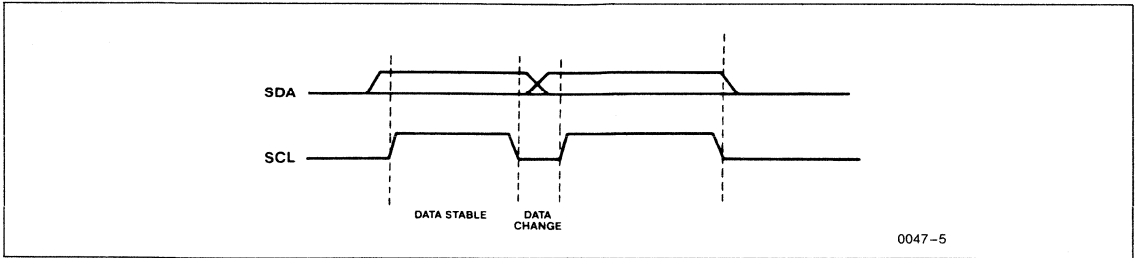 SDA
SCL
DATA STABLE
DATA
CHANGE
0047-5